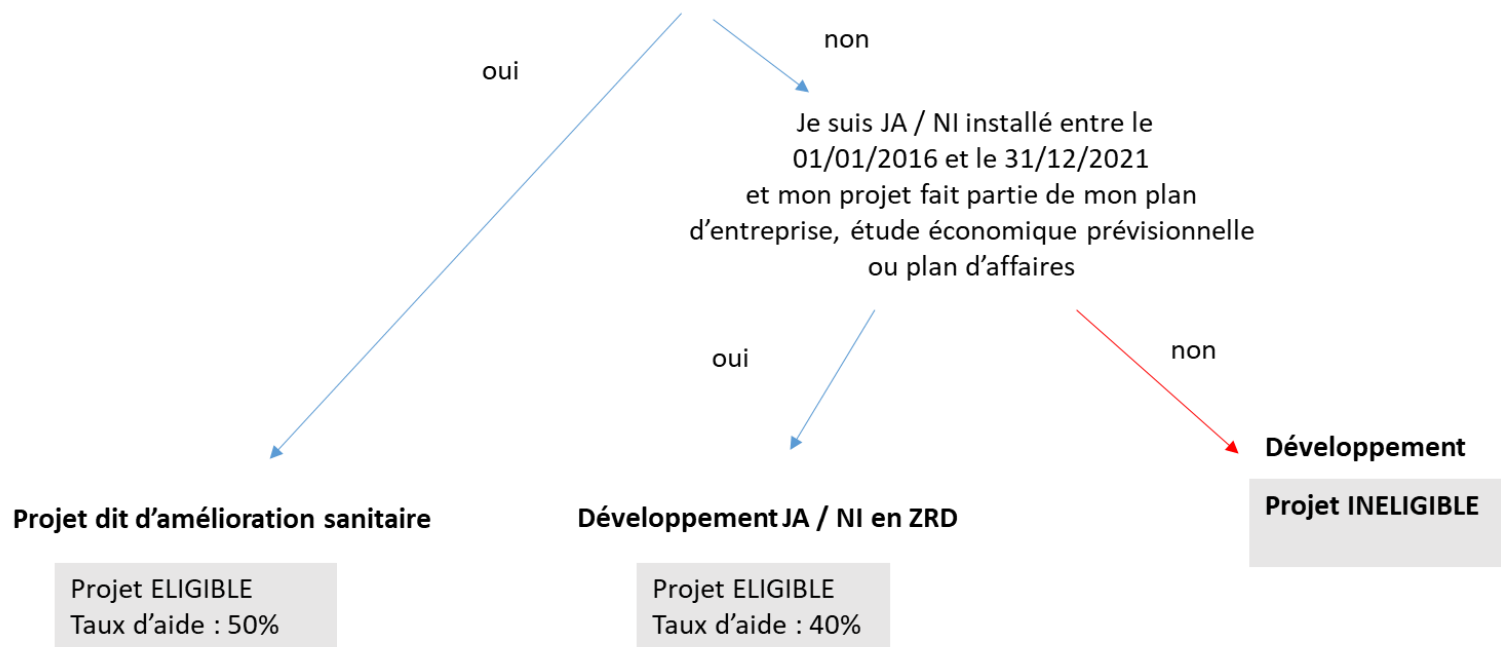 non
oui
Je suis JA / NI installé entre le
01/01/2016 et le 31/12/2021
et mon projet fait partie de mon plan
d’entreprise, étude économique prévisionnelle
ou plan d’affaires
oui
non
Développement
Projet INELIGIBLE
Projet dit d’amélioration sanitaire
Projet ELIGIBLE
Taux d’aide : 50%
Développement JA / NI en ZRD
Projet ELIGIBLE
Taux d’aide : 40%